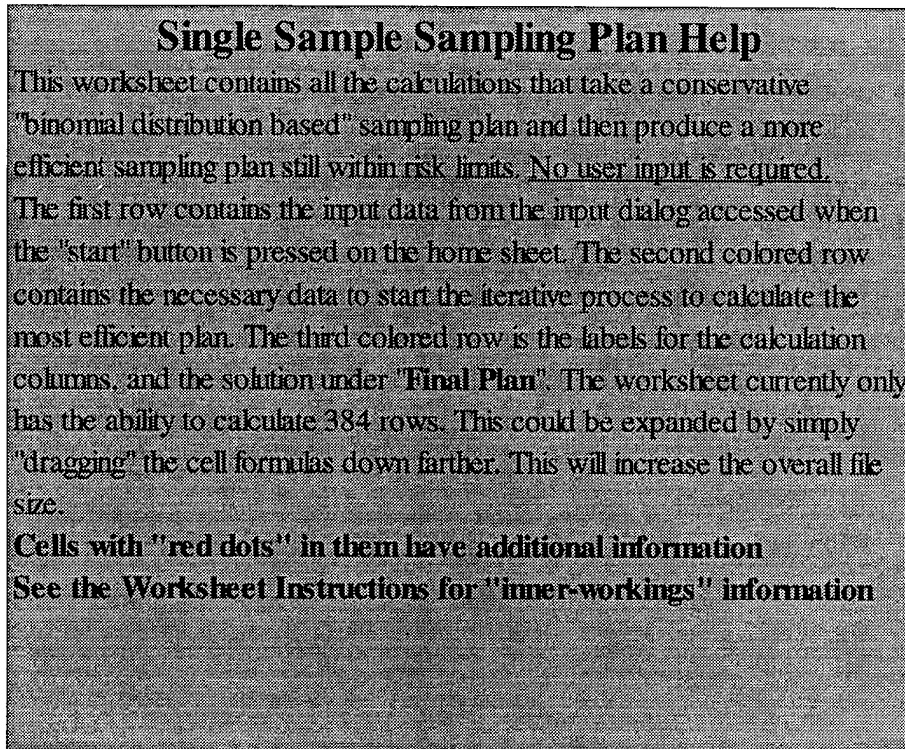 Single Sample Sampling Plan Help
This worksheet contains all the calculations that take a conservative
"binomial distribution based" sampling plan and then produce a more
efficient sampling plan still within risk limits. No user input is required.
The first row contains the input data from the input dialog accessed when
the "start" button is pressed on the home sheet. The second colored row
contains the necessary data to start the iterative process to calculate the
most efficient plan. The third colored row is the labels for the calculation
columns, and the solution under "Final Plan". The worksheet currently only
has the ability to calculate 384 rows. This could be expanded by simply
"dragging" the cell formulas down farther. This will increase the overall file
size.
Cells with "red dots" in them have additional information
See the Worksheet Instructions for "inner-workings" information